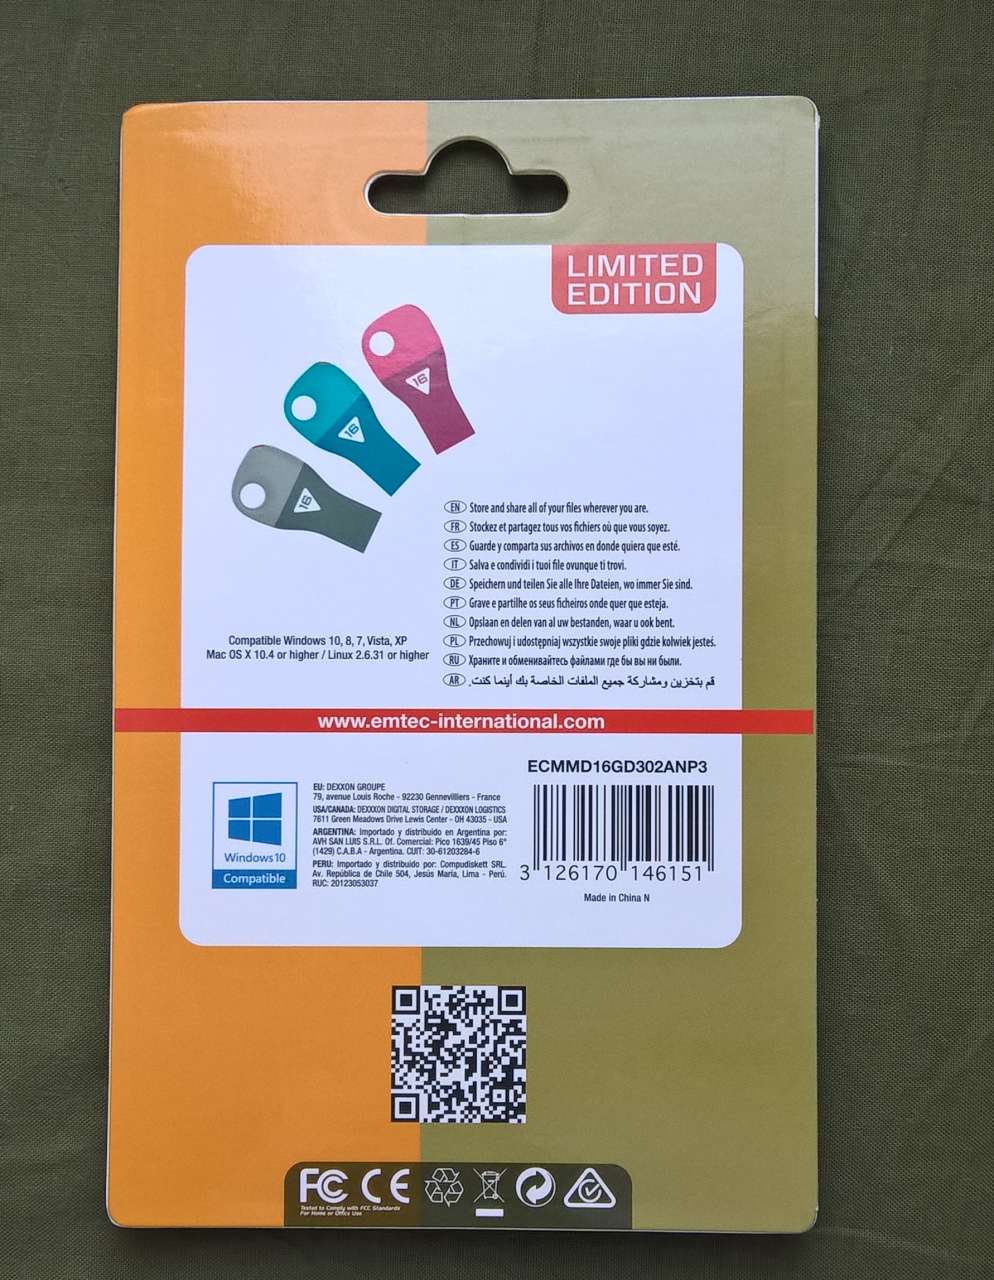 LIMITED
EDITION
16
16
16
EN Store and share all of your files wherever you are.
FR Stockez et partagez tous vos fichiers où que vous soyez.
ES Guarde y comparta sus archivos en donde quiera que esté.
IT Salva e condividi i tuoi file ovunque ti trovi.
DE Speichern und teilen Sie alle Ihre Dateien, wo immer Sie sind.
PT Grave e partilhe os seus ficheiros onde quer que esteja.
NL Opslaan en delen van al uw bestanden, waar u ook bent.
PL Przechowuj i udostępniaj wszystkie swoje pliki gdzie kolwiek jesteś.
RU Храните и обменивайтесь файлами где бы вы ни были.
AR قم بتخزين ومشاركة جميع الملفات الخاصة بك أينما كنت.
Compatible Windows 10, 8, 7, Vista, XP
Mac OS X 10.4 or higher / Linux 2.6.31 or higher
www.emtec-international.com
Windows 10
Compatible
EU: DEXXON GROUPE
79, avenue Louis Roche - 92230 Gennevilliers - France
USA/CANADA: DEXXXON DIGITAL STORAGE / DEXXXON LOGISTICS
7611 Green Meadows Drive Lewis Center - OH 43035 - USA
ARGENTINA: Importado y distribuido en Argentina por:
AVH SAN LUIS S.R.L. Of. Comercial: Pico 1639/45 Piso 6°
(1429) C.A.B.A - Argentina. CUIT: 30-61203284-6
PERU: Importado y distribuido por: Compudiskett SRL.
Av. República de Chile 504, Jesús María, Lima - Perú.
RUC: 20123053037
ECMMD16GD302ANP3
3 126170 146151
Made in China N
FC CE
Tested to Comply with FCC Standards
For Home or Office Use